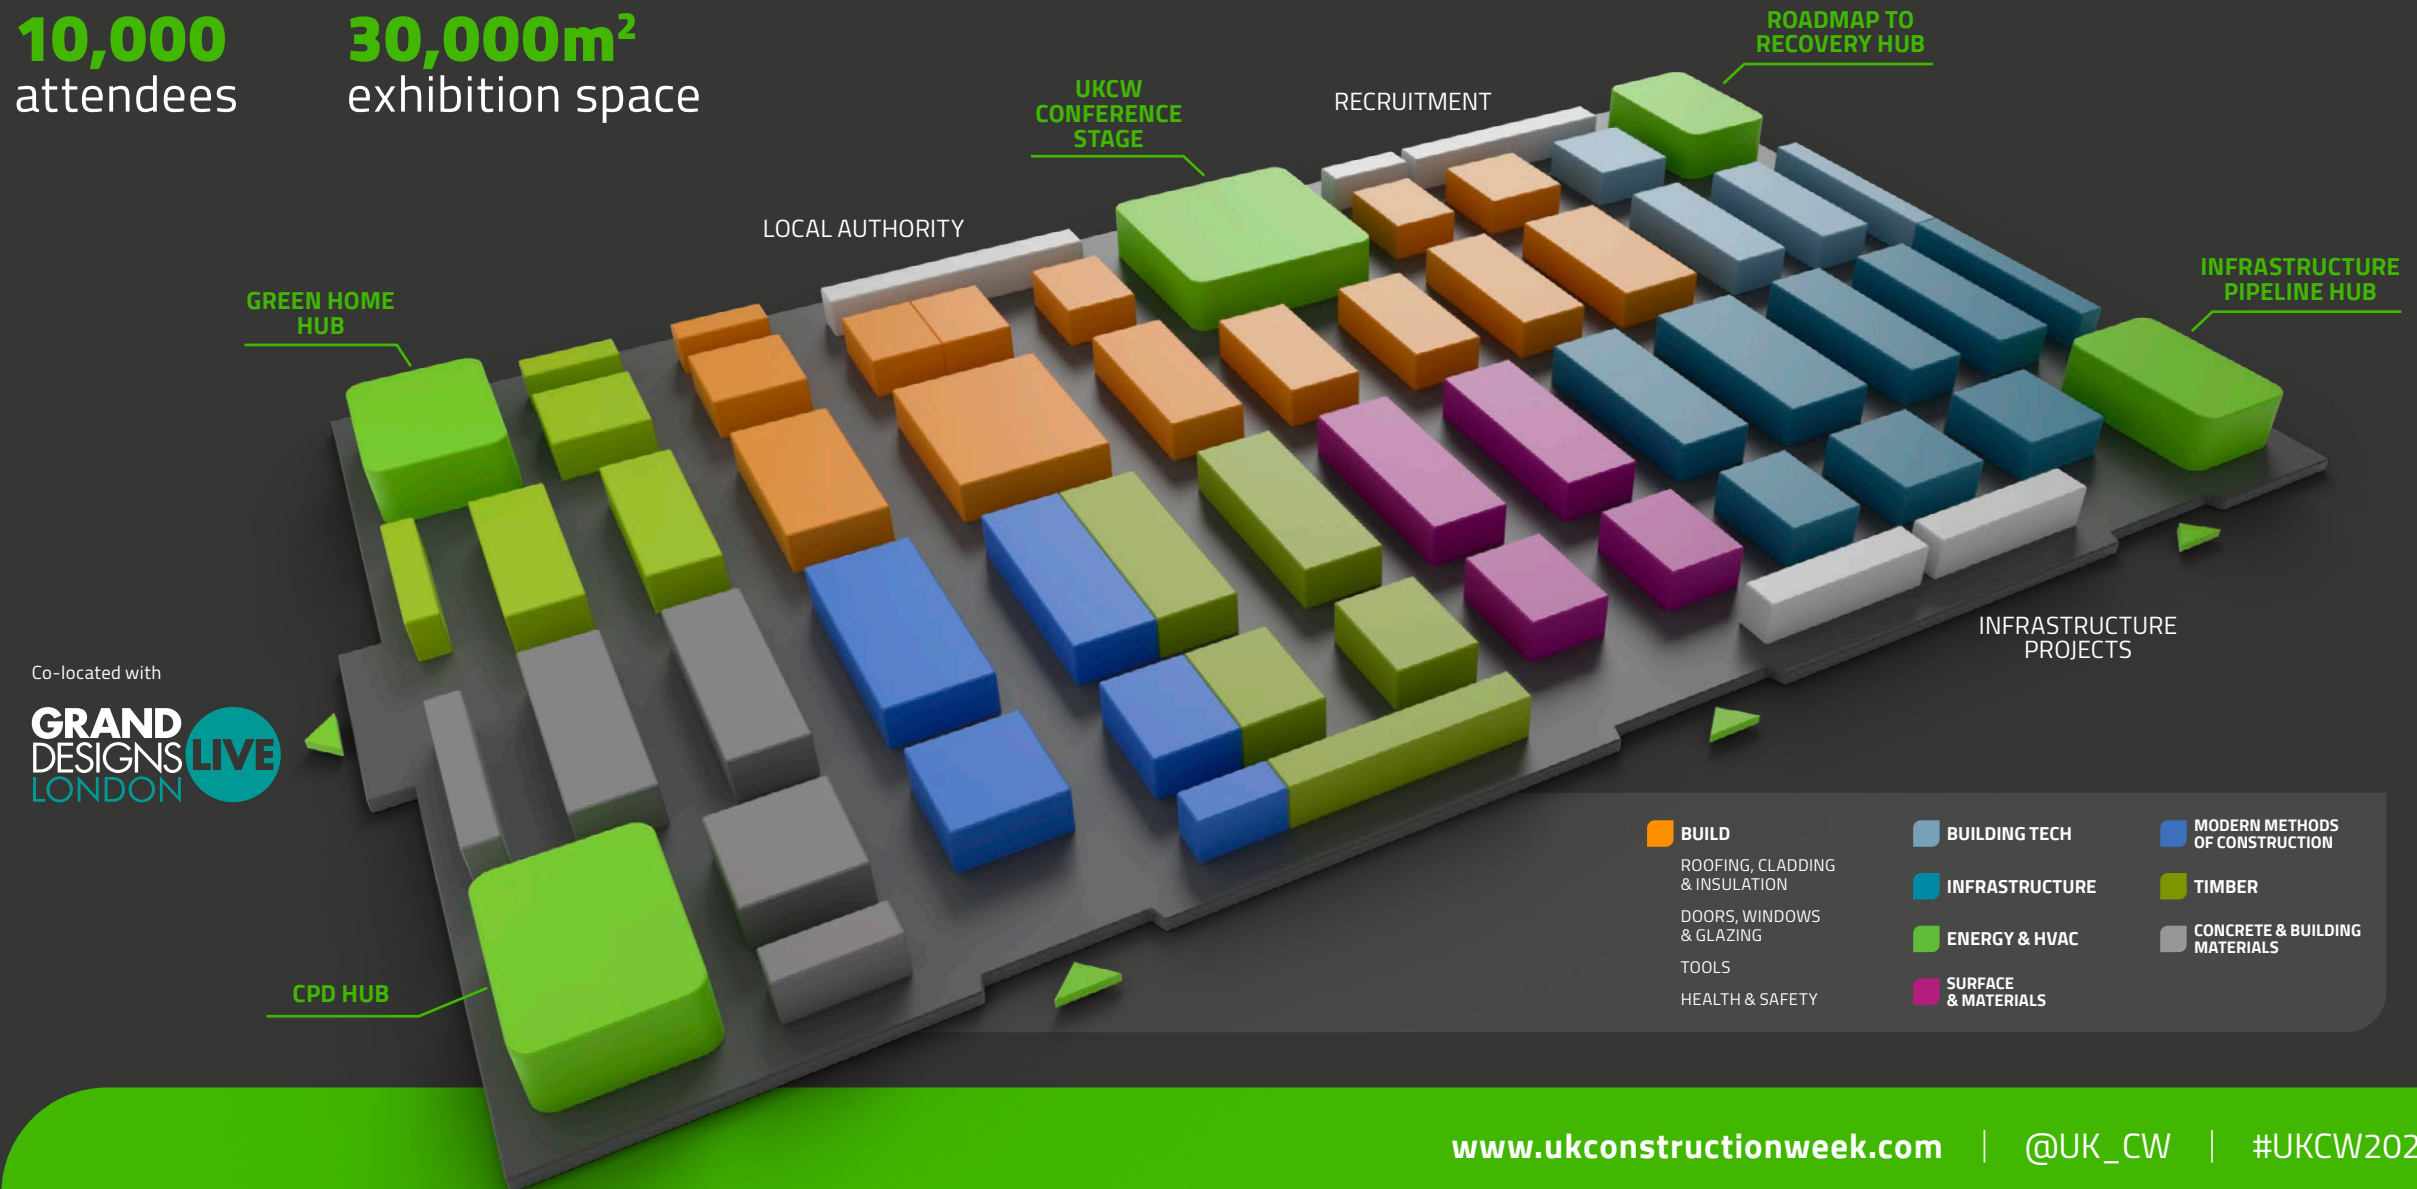 10,000
attendees
30,000m²
exhibition space
ROADMAP TO
RECOVERY HUB
UKCW
CONFERENCE
STAGE
RECRUITMENT
LOCAL AUTHORITY
INFRASTRUCTURE
PIPELINE HUB
GREEN HOME
HUB
INFRASTRUCTURE
PROJECTS
Co-located with
GRAND
DESIGNS
LONDON
LIVE
CPD HUB
BUILD
ROOFING, CLADDING
& INSULATION
DOORS, WINDOWS
& GLAZING
TOOLS
HEALTH & SAFETY
BUILDING TECH
INFRASTRUCTURE
ENERGY & HVAC
SURFACE
& MATERIALS
MODERN METHODS
OF CONSTRUCTION
TIMBER
CONCRETE & BUILDING
MATERIALS
www.ukconstructionweek.com | @UK_CW | #UKCW202